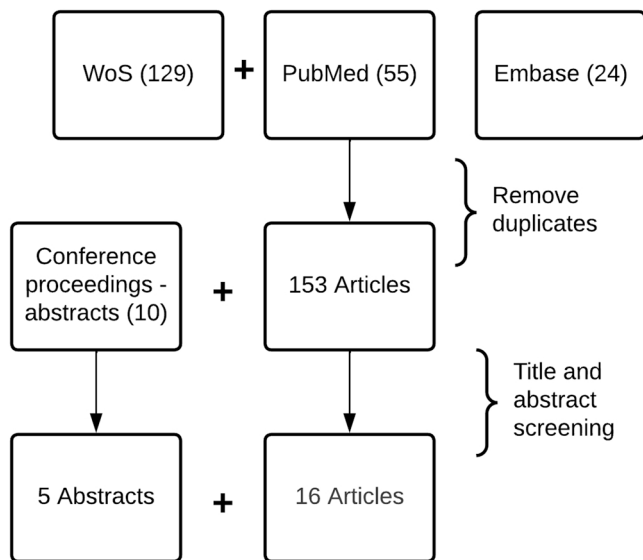 WoS (129)
+
PubMed (55)
Embase (24)
Remove
duplicates
Conference
proceedings -
abstracts (10)
+
153 Articles
Title and
abstract
screening
5 Abstracts
+
16 Articles